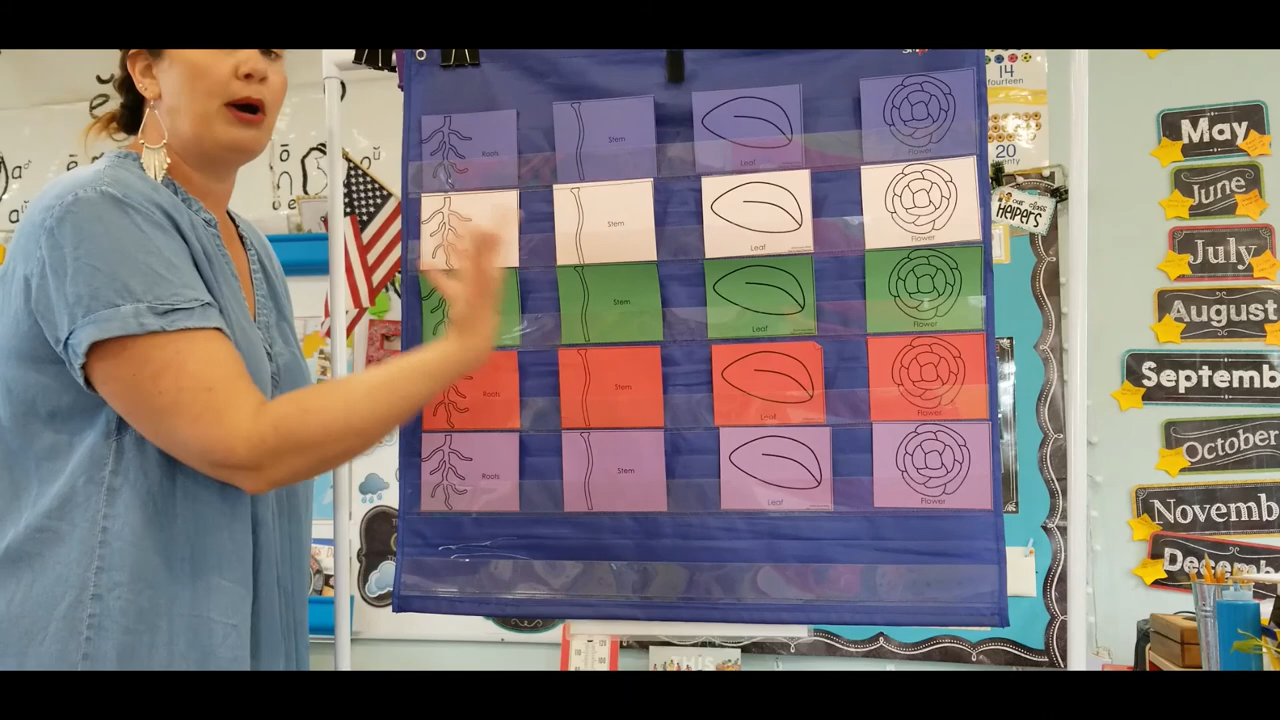 14
fourteen
20
twenty
our class
HELPERS
Roots
Stem
Leaf
Flower
Stem
Leaf
Flower
Stem
Leaf
Flower
Roots
Stem
Leaf
Flower
Roots
Stem
Leaf
Flower
May
June
July
August
Septemb
October
Novemb
Decemb
THIS